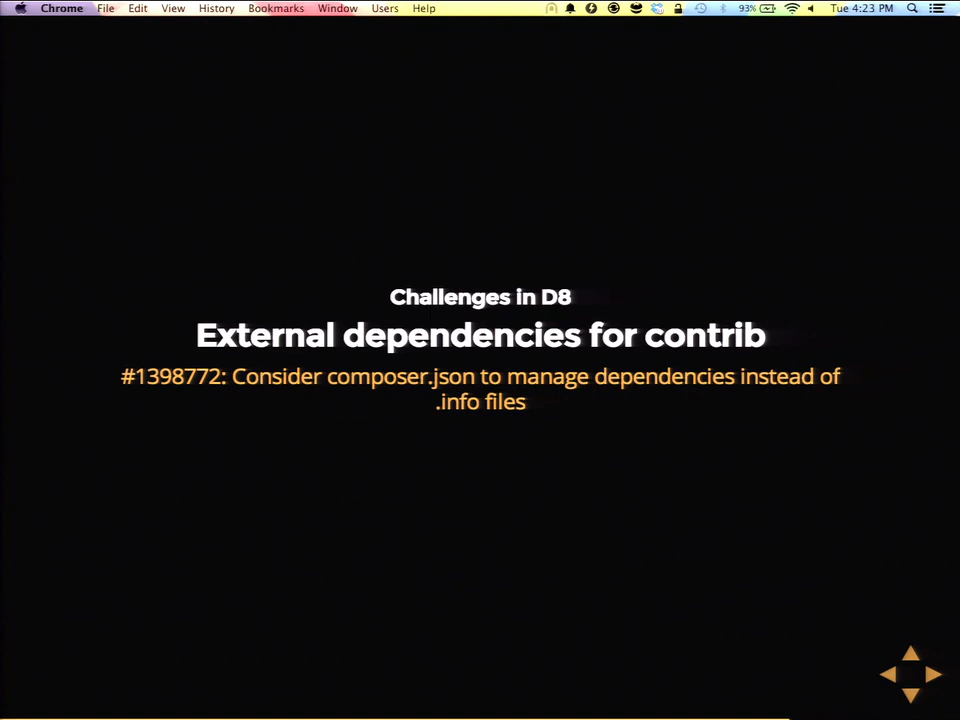 Chrome File Edit View History Bookmarks Window Users Help 93% Tue 4:23 PM
Challenges in D8
External dependencies for contrib
#1398772: Consider composer.json to manage dependencies instead of
.info files